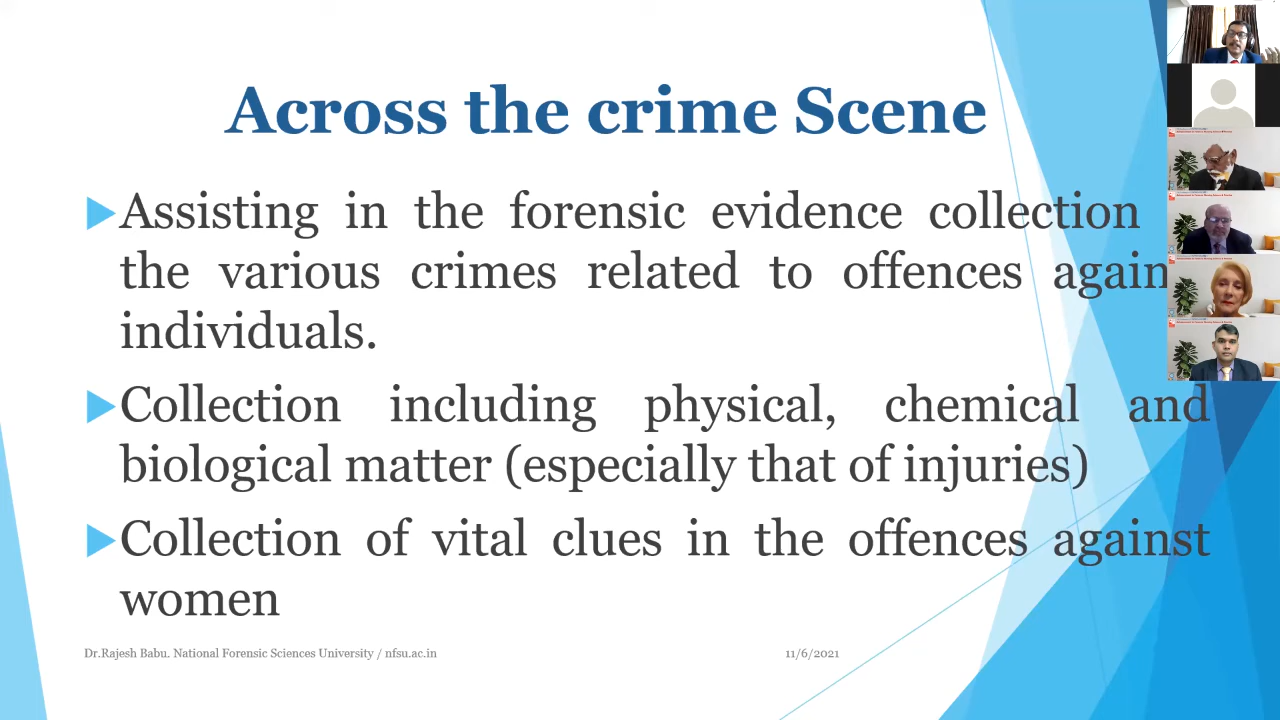 Across the crime Scene
Assisting in the forensic evidence collection
the various crimes related to offences
individuals.
Collection including physical, chemical and
biological matter (especially that of injuries)
Collection of vital clues in the offences against
women
Dr.Rajesh Babu. National Forensic Sciences University / nfsu.ac.in
11/6/2021